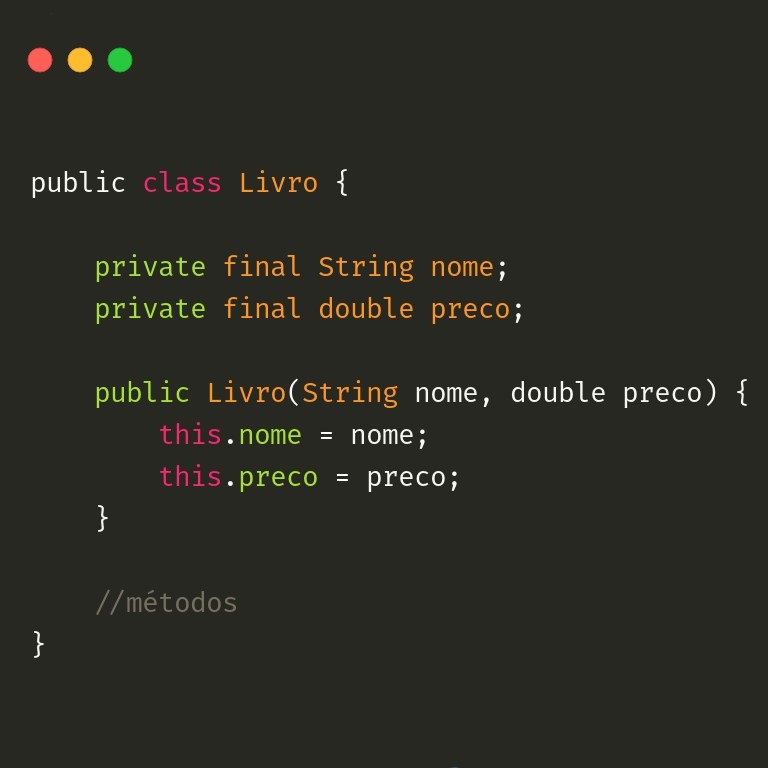 public class Livro {
private final String nome;
private final double preco;
public Livro(String nome, double preco) {
this.nome = nome;
this.preco = preco;
}
//métodos
}